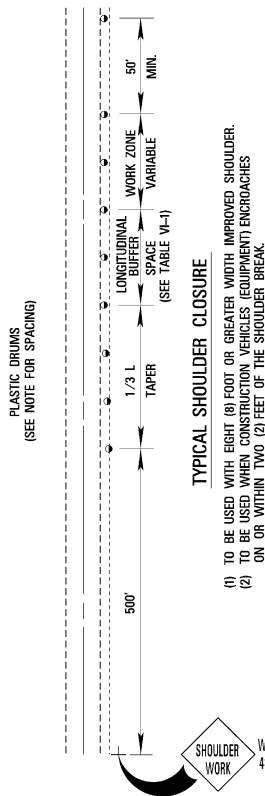 PLASTIC DRUMS
(SEE NOTE FOR SPACING)
500'
1/3 L
TAPER
LONGITUDINAL
BUFFER
SPACE
(SEE TABLE VI-1)
WORK ZONE
VARIABLE
50'
MIN.
SHOULDER
WORK
TYPICAL SHOULDER CLOSURE
(1) TO BE USED WITH EIGHT (8) FOOT OR GREATER WIDTH IMPROVED SHOULDER.
(2) TO BE USED WHEN CONSTRUCTION VEHICLES (EQUIPMENT) ENCROACHES
ON OR WITHIN TWO (2) FEET OF THE SHOULDER BREAK.